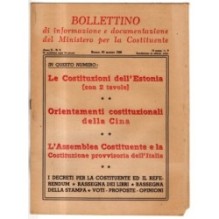 BOLLETTINO
di informazione e documentazione
del Ministero per la Costituente
IN QUESTO NUMERO:
Le Costituzioni dell'Estonia
(con 2 tavole)
Orientamenti costituzionali
della Cina
L'Assemblea Costituente e la
Costituzione provvisoria dell'Italia
I DECRETI PER LA COSTITUENTE ED IL REFE-
RENDUM • RASSEGNA DEI LIBRI • RASSEGNA
DELLA STAMPA • VOTI - PROPOSTE - OPINIONI